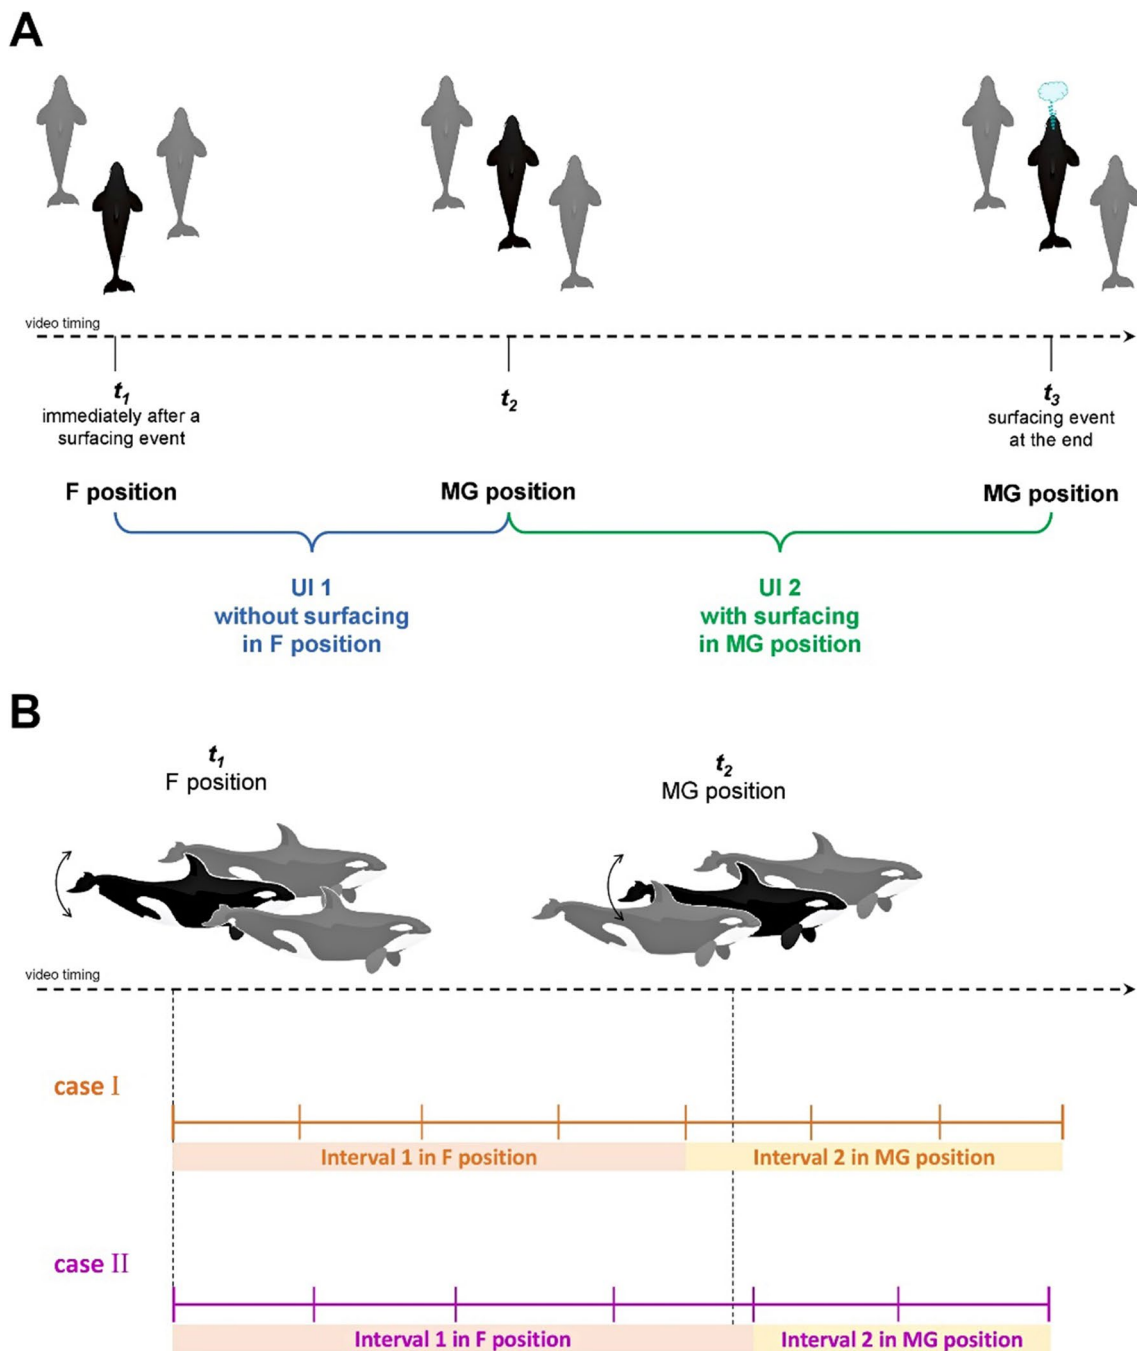 A
video timing
t1
immediately after a
surfacing event
t2
t3
surfacing event
at the end
F position
MG position
MG position
UI 1
without surfacing
in F position
UI 2
with surfacing
in MG position
B
t1
F position
t2
MG position
video timing
case I
Interval 1 in F position
Interval 2 in MG position
case II
Interval 1 in F position
Interval 2 in MG position